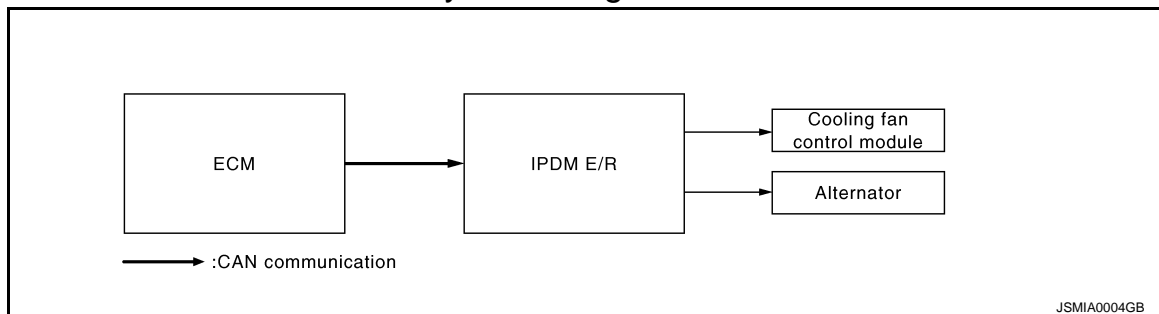 ECM
IPDM E/R
Cooling fan
control module
Alternator
:CAN communication
JSMIA0004GB